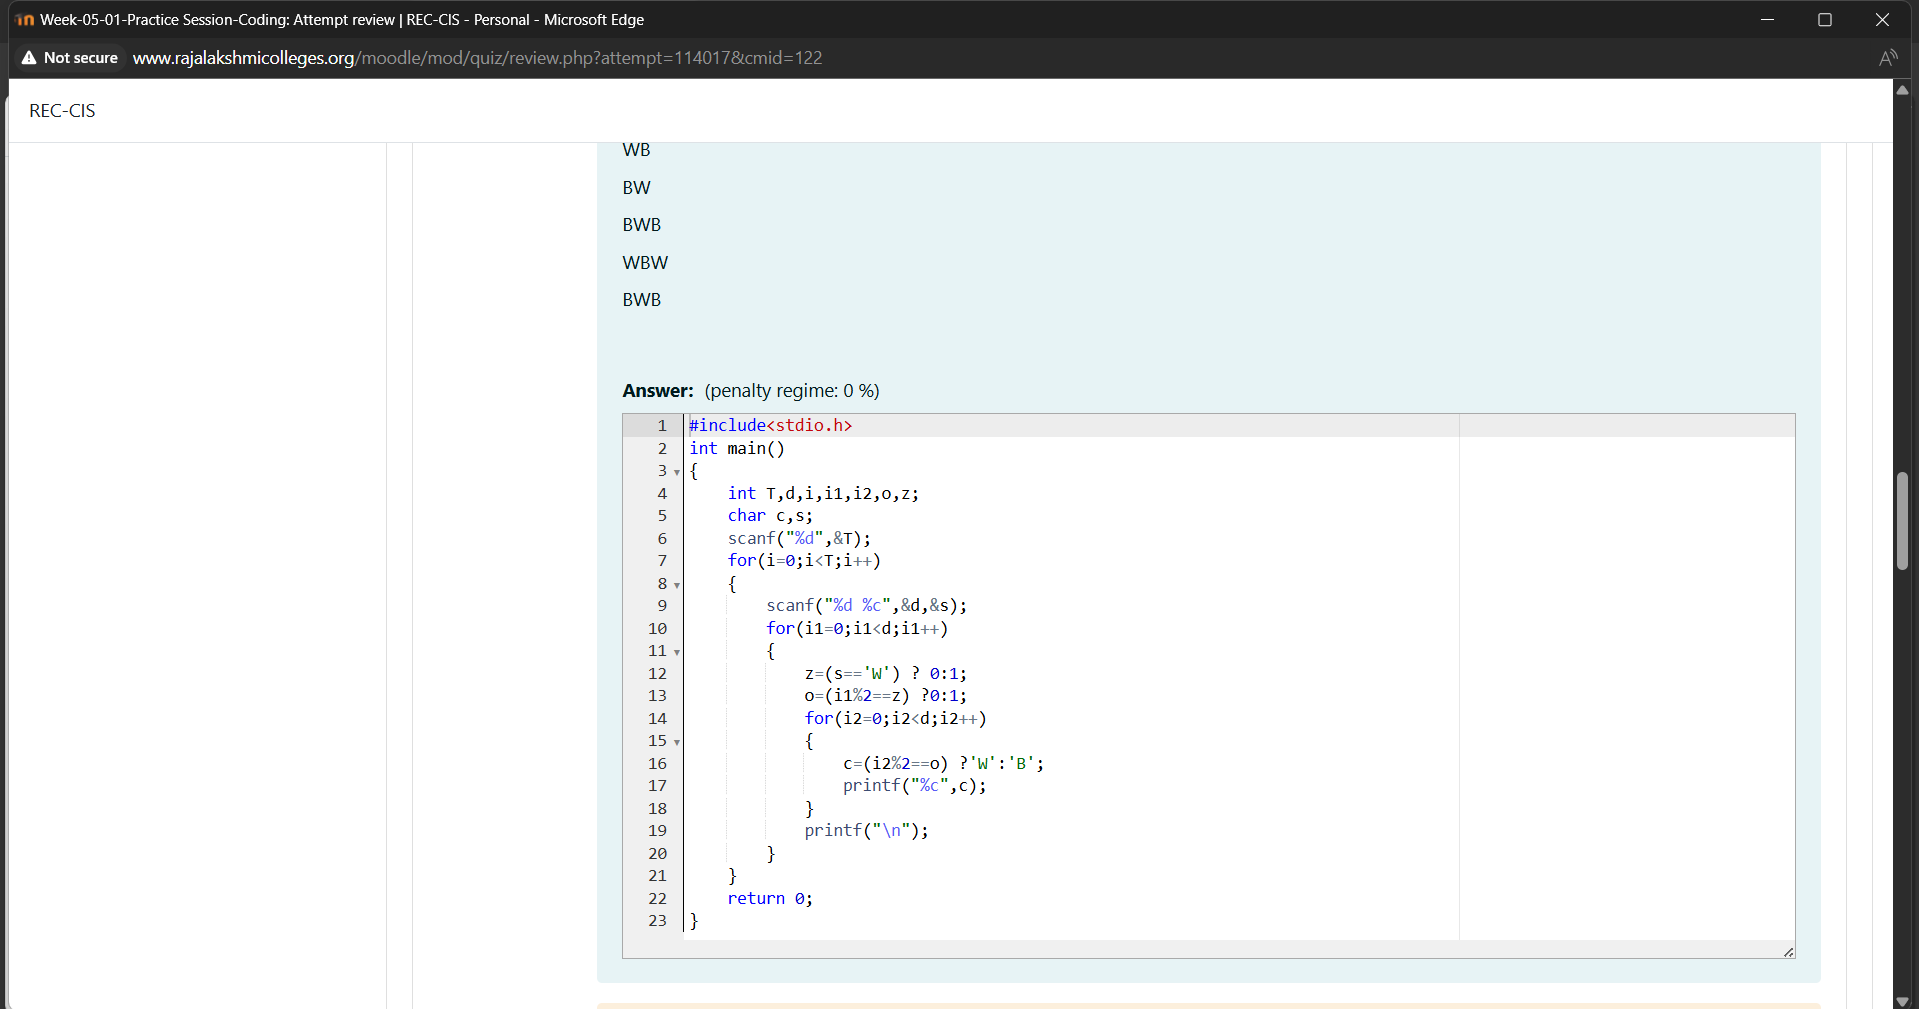 Week-05-01-Practice Session-Coding: Attempt review | REC-CIS - Personal - Microsoft Edge
Not secure www.rajalakshmicolleges.org/moodle/mod/quiz/review.php?attempt=114017&cmid=122
REC-CIS
WB
BW
BWB
WBW
BWB
Answer: (penalty regime: 0 %)
1 #include<stdio.h>
2 int main()
3 {
4     int T,d,i,i1,i2,o,z;
5     char c,s;
6     scanf("%d",&T);
7     for(i=0;i<T;i++)
8     {
9         scanf("%d %c",&d,&s);
10         for(i1=0;i1<d;i1++)
11         {
12             z=(s=='W') ? 0:1;
13             o=(i1%2==z) ?0:1;
14             for(i2=0;i2<d;i2++)
15             {
16                 c=(i2%2==o) ?'W':'B';
17                 printf("%c",c);
18             }
19             printf("\n");
20         }
21     }
22     return 0;
23 }